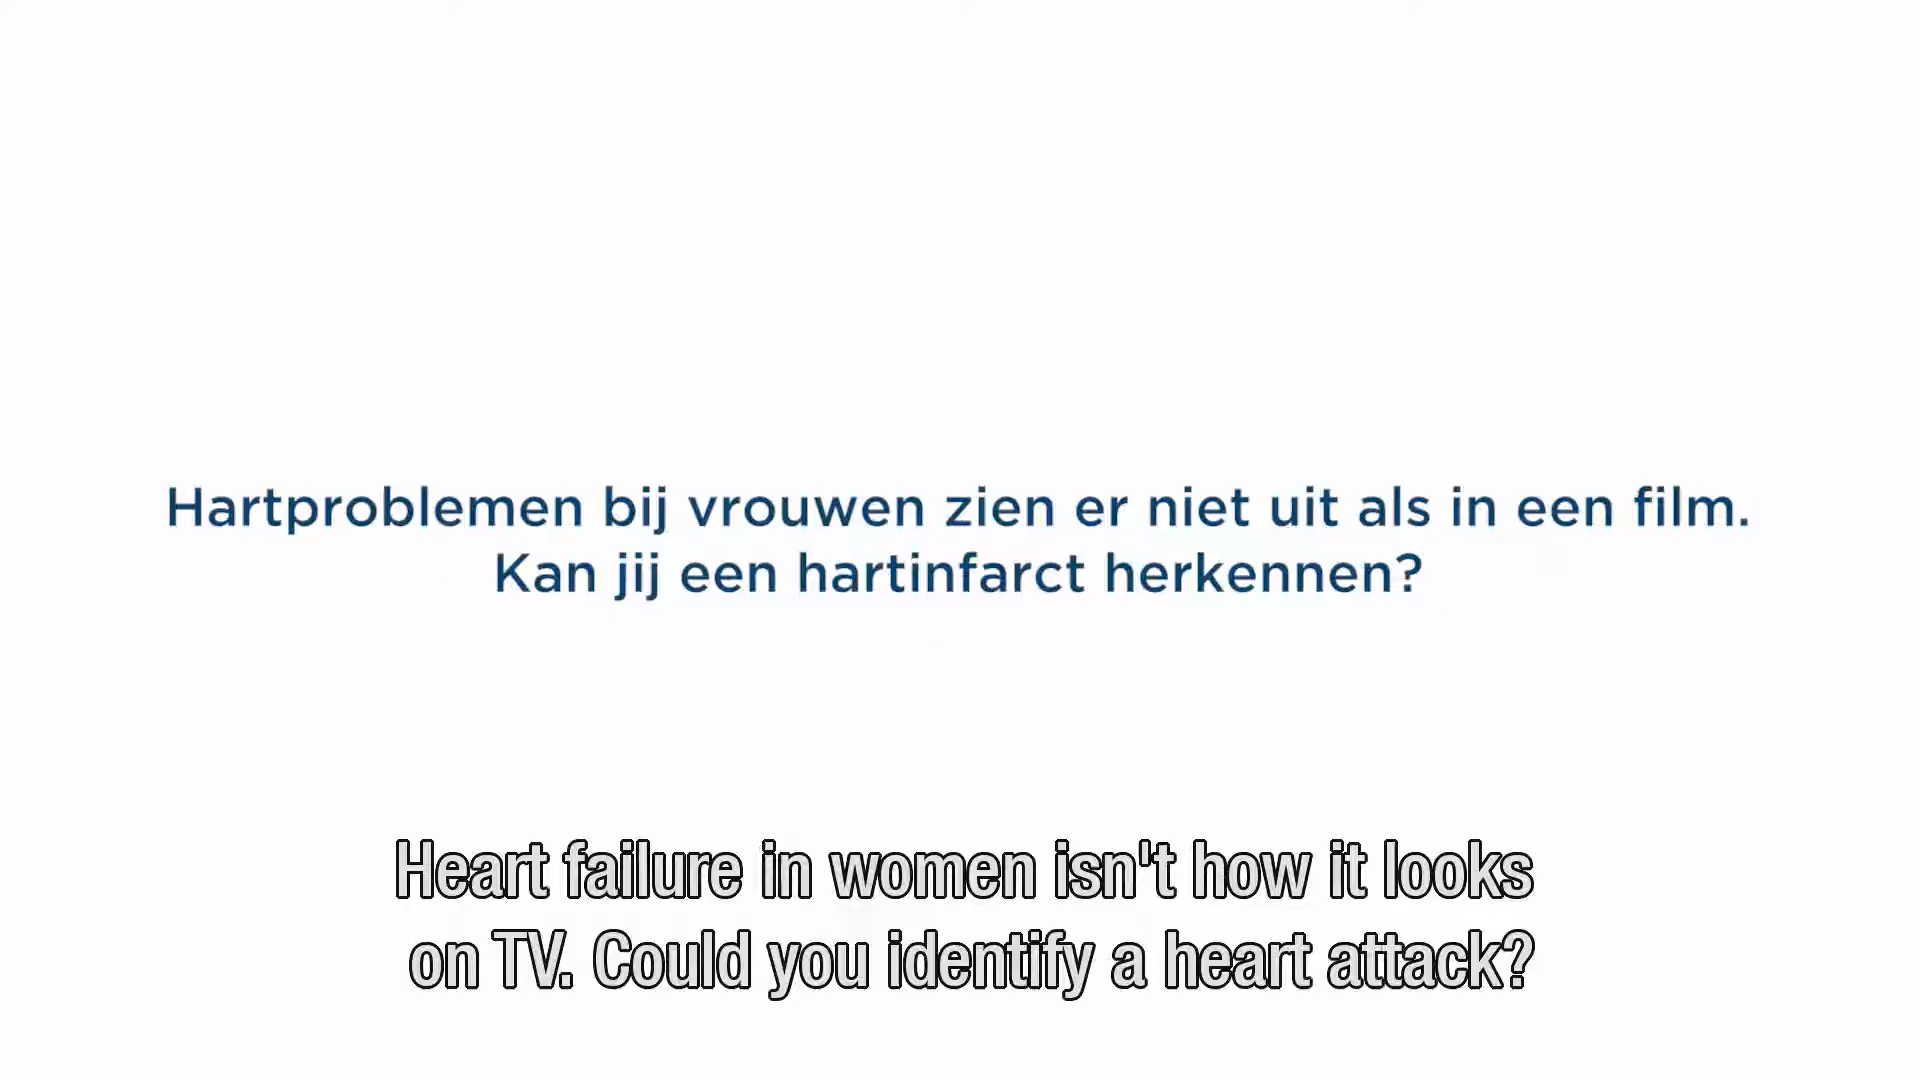 Hartproblemen bij vrouwen zien er niet uit als in een film.
Kan jij een hartinfarct herkennen?
Heart failure in women isn't how it looks
on TV. Could you identify a heart attack?